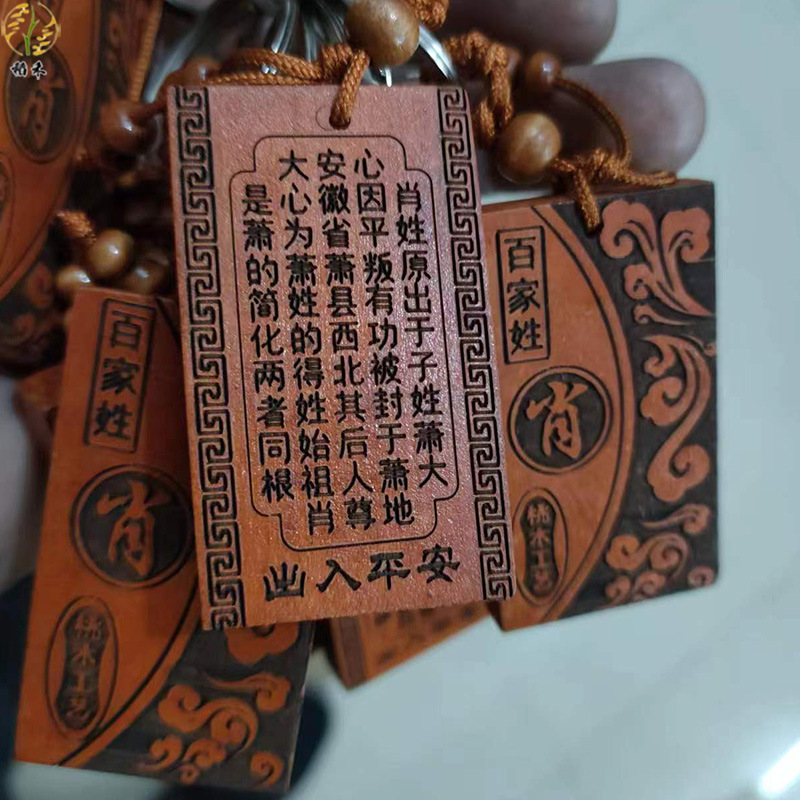 肖姓原出于子姓萧大
心因平叛有功被封于萧地
安徽省萧县西北其后人尊
大心为萧姓的得姓始祖肖
是萧的简化两者同根
出入平安
百家姓
肖
桃木工艺
百家姓
肖
桃木工艺
肖